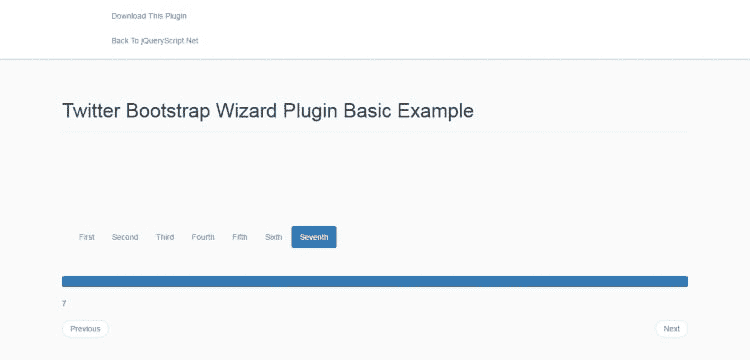 Download This Plugin
Back To jQueryScript.Net
Twitter Bootstrap Wizard Plugin Basic Example
First Second Third Fourth Fifth Sixth Seventh
7
Previous Next